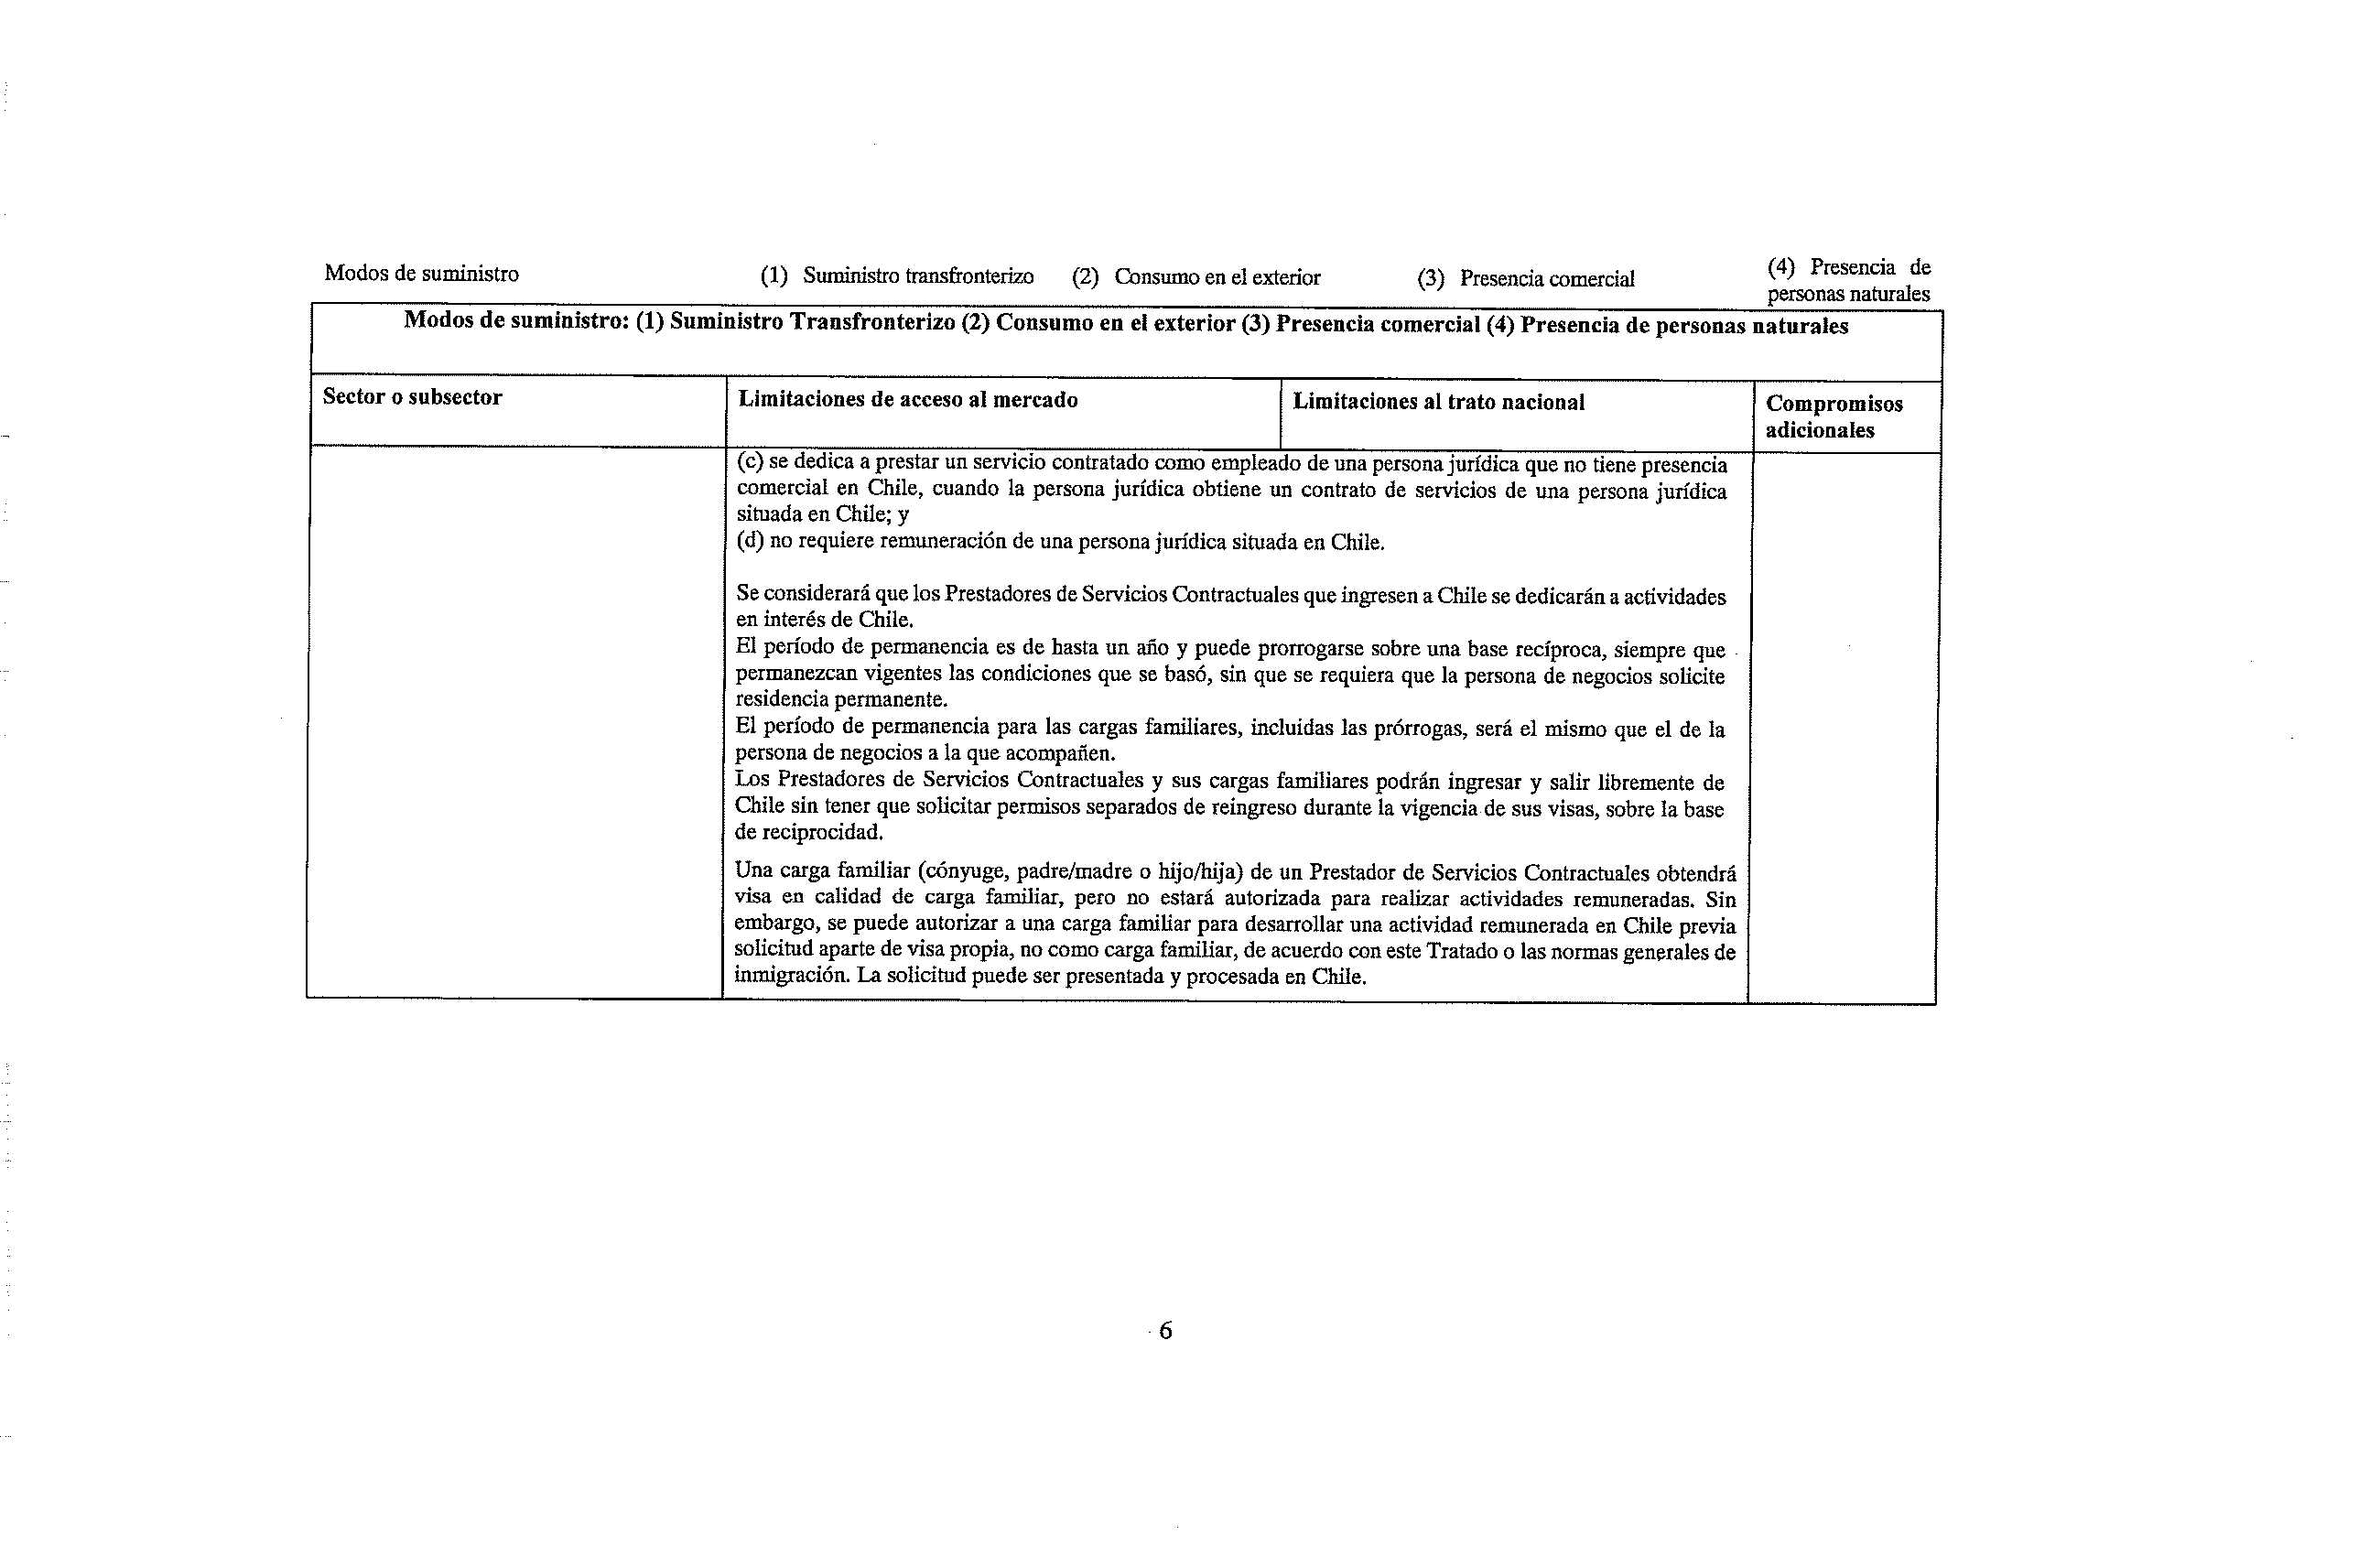 Modos de suministro (1) Suministro transfronterizo (2) Consumo en el exterior (3) Presencia comercial (4) Presencia de
personas naturales
Modos de suministro: (1) Suministro Transfronterizo (2) Consumo en el exterior (3) Presencia comercial (4) Presencia de personas naturales
Sector o subsector Limitaciones de acceso al mercado Limitaciones al trato nacional Compromisos
adicionales
(c) se dedica a prestar un servicio contratado como empleado de una persona jurídica que no tiene presencia
comercial en Chile, cuando la persona jurídica obtiene un contrato de servicios de una persona jurídica
situada en Chile; y
(d) no requiere remuneración de una persona jurídica situada en Chile.
Se considerará que los Prestadores de Servicios Contractuales que ingresen a Chile se dedicarán a actividades
en interés de Chile.
El período de permanencia es de hasta un año y puede prorrogarse sobre una base recíproca, siempre que
permanezcan vigentes las condiciones que se basó, sin que se requiera que la persona de negocios solicite
residencia permanente.
El período de permanencia para las cargas familiares, incluidas las prórrogas, será el mismo que el de la
persona de negocios a la que acompañen.
Los Prestadores de Servicios Contractuales y sus cargas familiares podrán ingresar y salir libremente de
Chile sin tener que solicitar permisos separados de reingreso durante la vigencia de sus visas, sobre la base
de reciprocidad.
Una carga familiar (cónyuge, padre/madre o hijo/hija) de un Prestador de Servicios Contractuales obtendrá
visa en calidad de carga familiar, pero no estará autorizada para realizar actividades remuneradas. Sin
embargo, se puede autorizar a una carga familiar para desarrollar una actividad remunerada en Chile previa
solicitud aparte de visa propia, no como carga familiar, de acuerdo con este Tratado o las normas generales de
inmigración. La solicitud puede ser presentada y procesada en Chile.
6